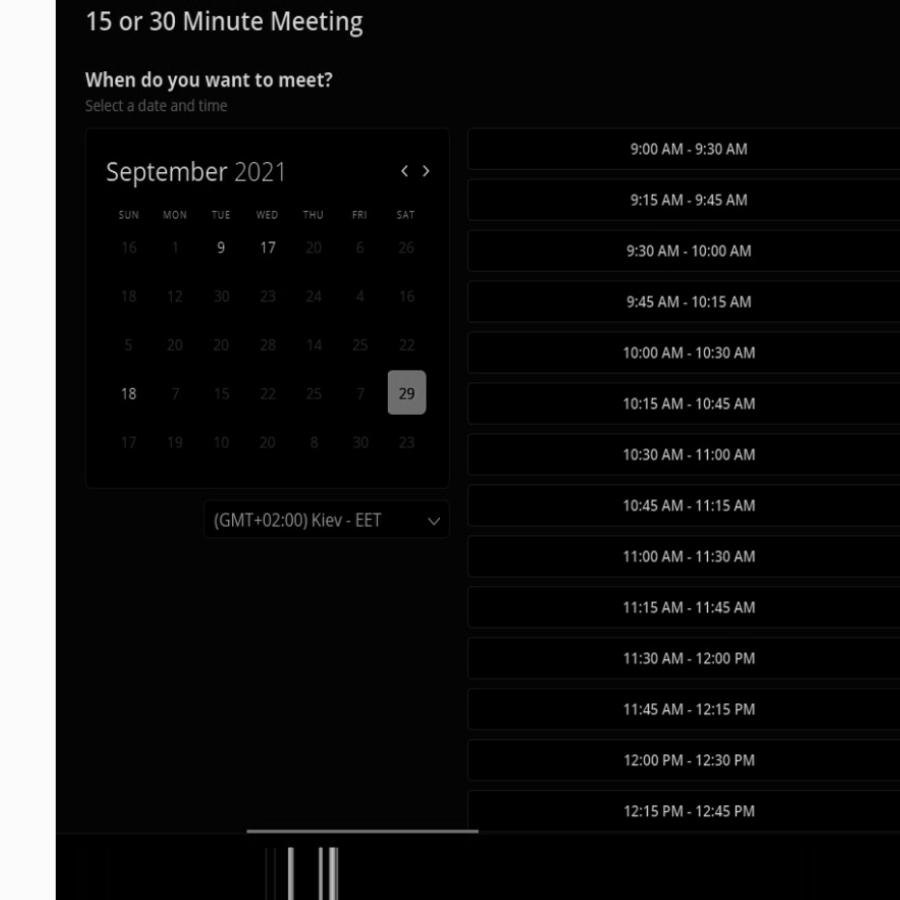 15 or 30 Minute Meeting
When do you want to meet?
Select a date and time
September 2021
SUN MON TUE WED THU FRI SAT
16 1 9 17 20 6 26
18 12 30 23 24 4 16
5 20 20 28 14 25 22
18 7 15 22 25 7 29
17 19 10 20 8 30 23
(GMT+02:00) Kiev - EET
9:00 AM - 9:30 AM
9:15 AM - 9:45 AM
9:30 AM - 10:00 AM
9:45 AM - 10:15 AM
10:00 AM - 10:30 AM
10:15 AM - 10:45 AM
10:30 AM - 11:00 AM
10:45 AM - 11:15 AM
11:00 AM - 11:30 AM
11:15 AM - 11:45 AM
11:30 AM - 12:00 PM
11:45 AM - 12:15 PM
12:00 PM - 12:30 PM
12:15 PM - 12:45 PM